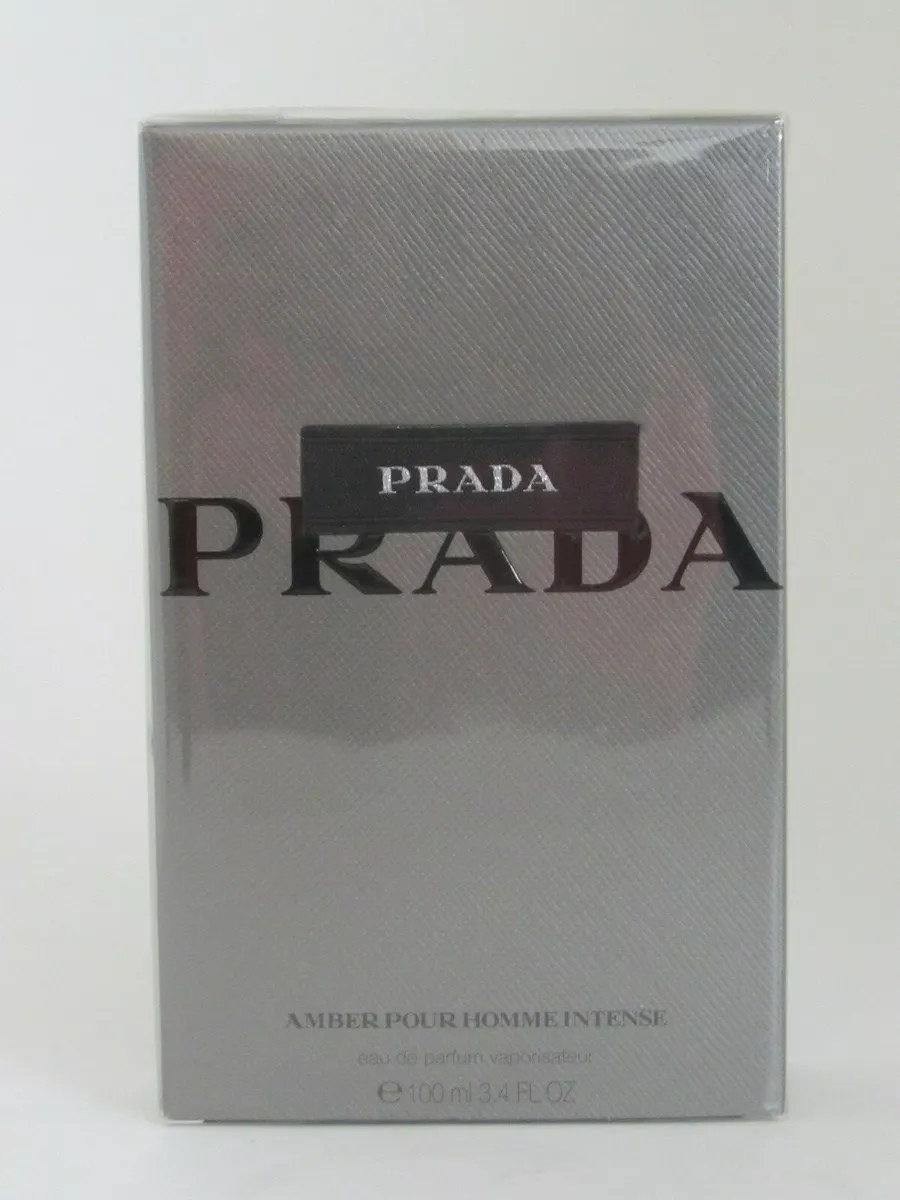 PRADA
PRADA
AMBER POUR HOMME INTENSE
eau de parfum vaporisateur
℮ 100 ml 3.4 FL OZ